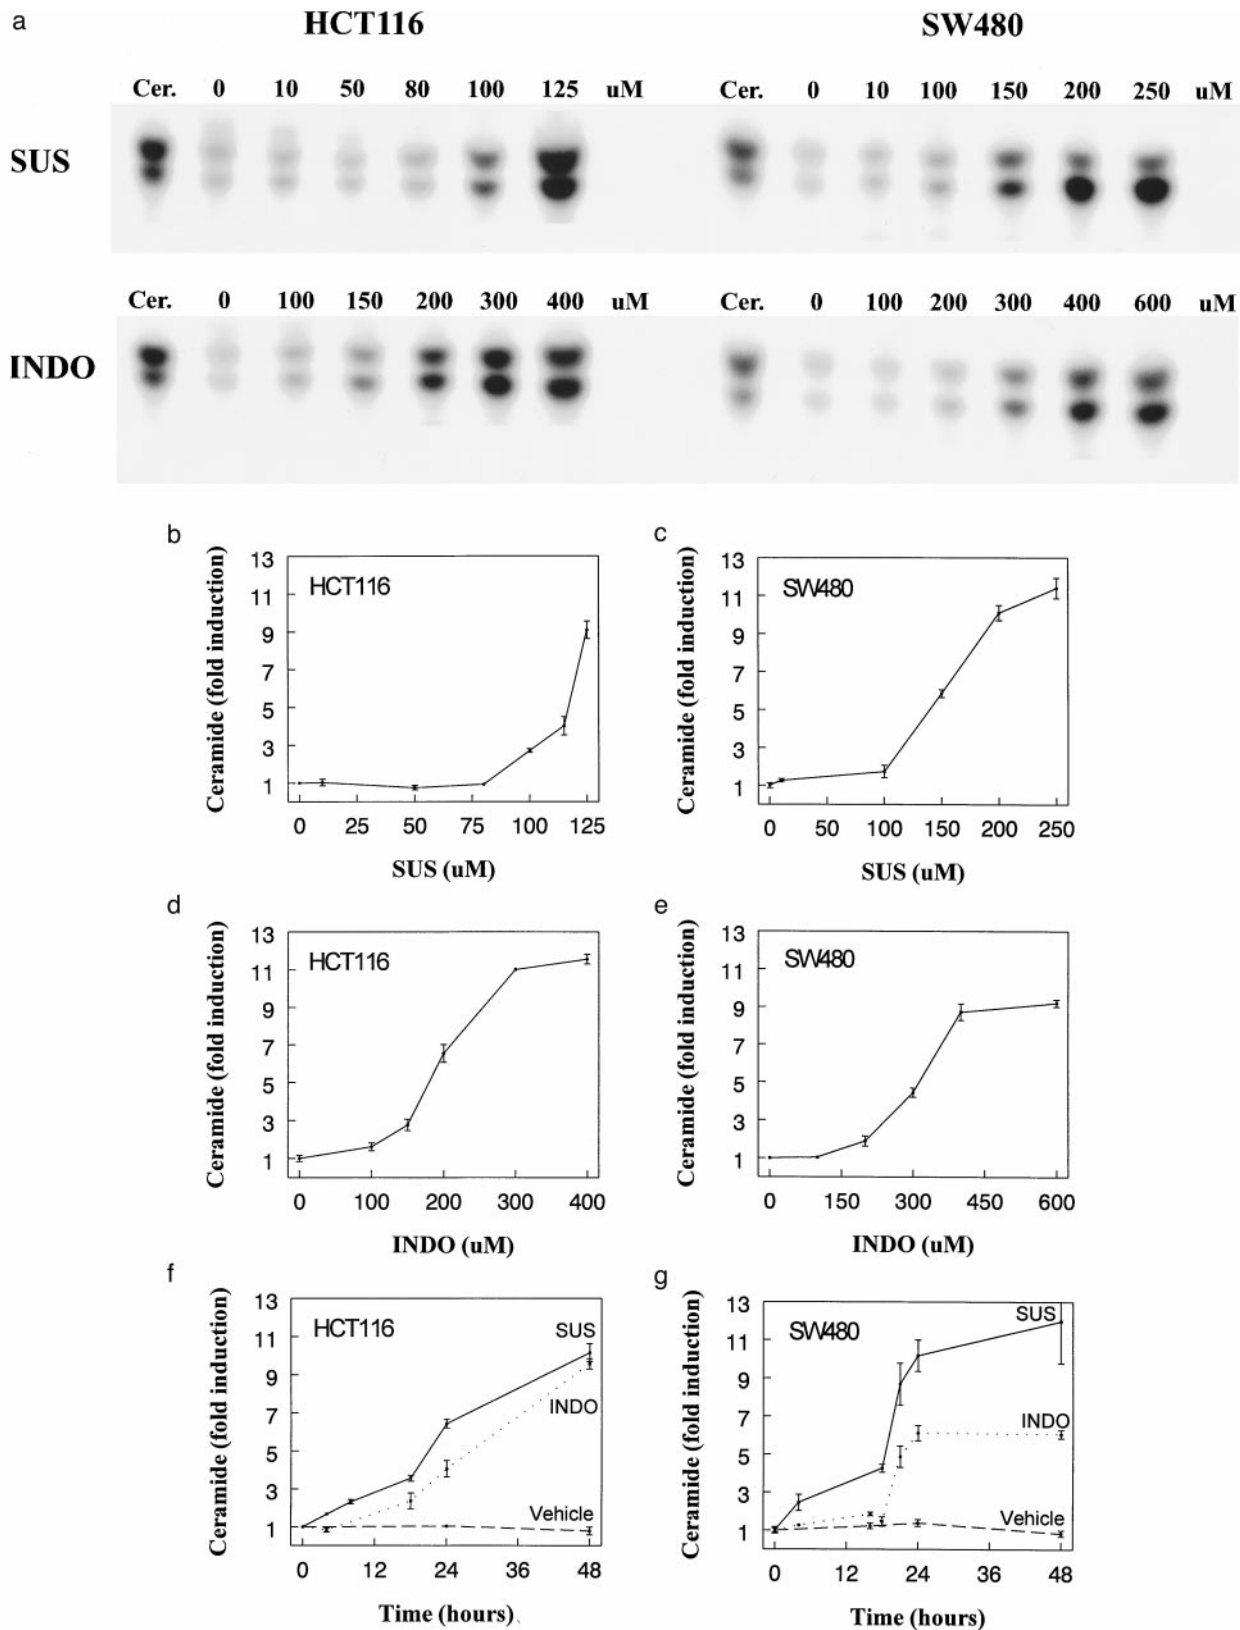 a
HCT116 SW480
Cer. 0 10 50 80 100 125 uM Cer. 0 10 100 150 200 250 uM
SUS
Cer. 0 100 150 200 300 400 uM Cer. 0 100 200 300 400 600 uM
INDO
b
Ceramide (fold induction)
13
11
9
7
5
3
1
HCT116
0 25 50 75 100 125
SUS (uM)
c
Ceramide (fold induction)
13
11
9
7
5
3
1
SW480
0 50 100 150 200 250
SUS (uM)
d
Ceramide (fold induction)
13
11
9
7
5
3
1
HCT116
0 100 200 300 400
INDO (uM)
e
Ceramide (fold induction)
13
11
9
7
5
3
1
SW480
0 150 300 450 600
INDO (uM)
f
Ceramide (fold induction)
13
11
9
7
5
3
1
HCT116
SUS
INDO
Vehicle
0 12 24 36 48
Time (hours)
g
Ceramide (fold induction)
13
11
9
7
5
3
1
SW480
SUS
INDO
Vehicle
0 12 24 36 48
Time (hours)